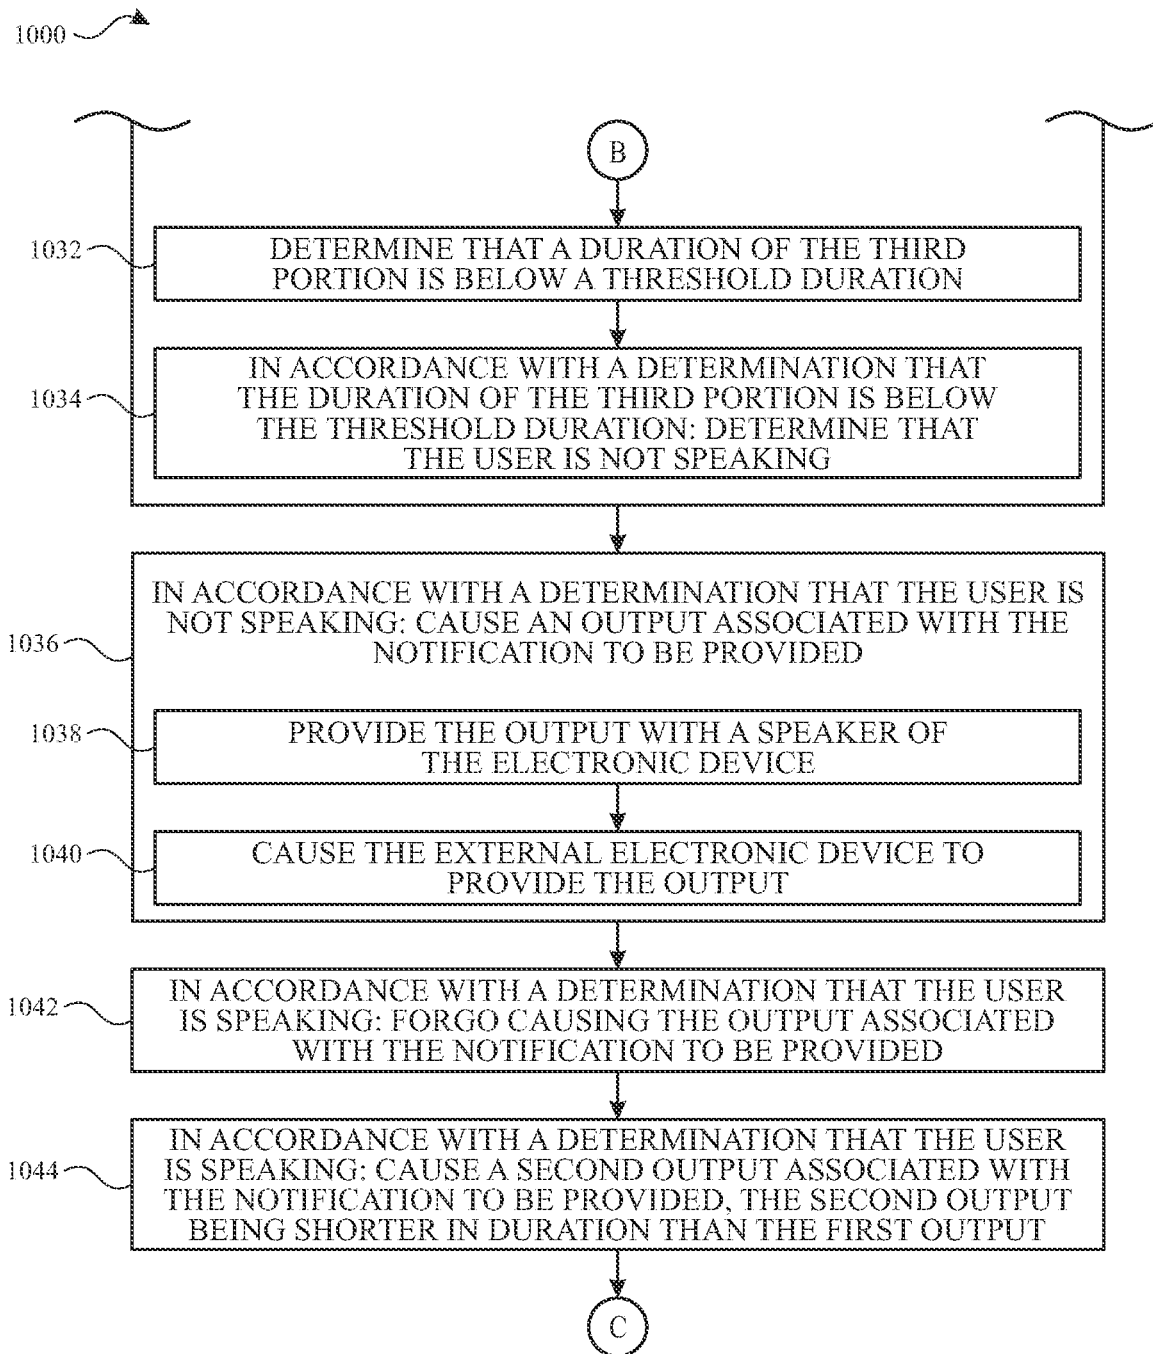 1000
B
1032
DETERMINE THAT A DURATION OF THE THIRD
PORTION IS BELOW A THRESHOLD DURATION
1034
IN ACCORDANCE WITH A DETERMINATION THAT
THE DURATION OF THE THIRD PORTION IS BELOW
THE THRESHOLD DURATION: DETERMINE THAT
THE USER IS NOT SPEAKING
1036
IN ACCORDANCE WITH A DETERMINATION THAT THE USER IS
NOT SPEAKING: CAUSE AN OUTPUT ASSOCIATED WITH THE
NOTIFICATION TO BE PROVIDED
1038
PROVIDE THE OUTPUT WITH A SPEAKER OF
THE ELECTRONIC DEVICE
1040
CAUSE THE EXTERNAL ELECTRONIC DEVICE TO
PROVIDE THE OUTPUT
1042
IN ACCORDANCE WITH A DETERMINATION THAT THE USER
IS SPEAKING: FORGO CAUSING THE OUTPUT ASSOCIATED
WITH THE NOTIFICATION TO BE PROVIDED
1044
IN ACCORDANCE WITH A DETERMINATION THAT THE USER
IS SPEAKING: CAUSE A SECOND OUTPUT ASSOCIATED WITH
THE NOTIFICATION TO BE PROVIDED, THE SECOND OUTPUT
BEING SHORTER IN DURATION THAN THE FIRST OUTPUT
C